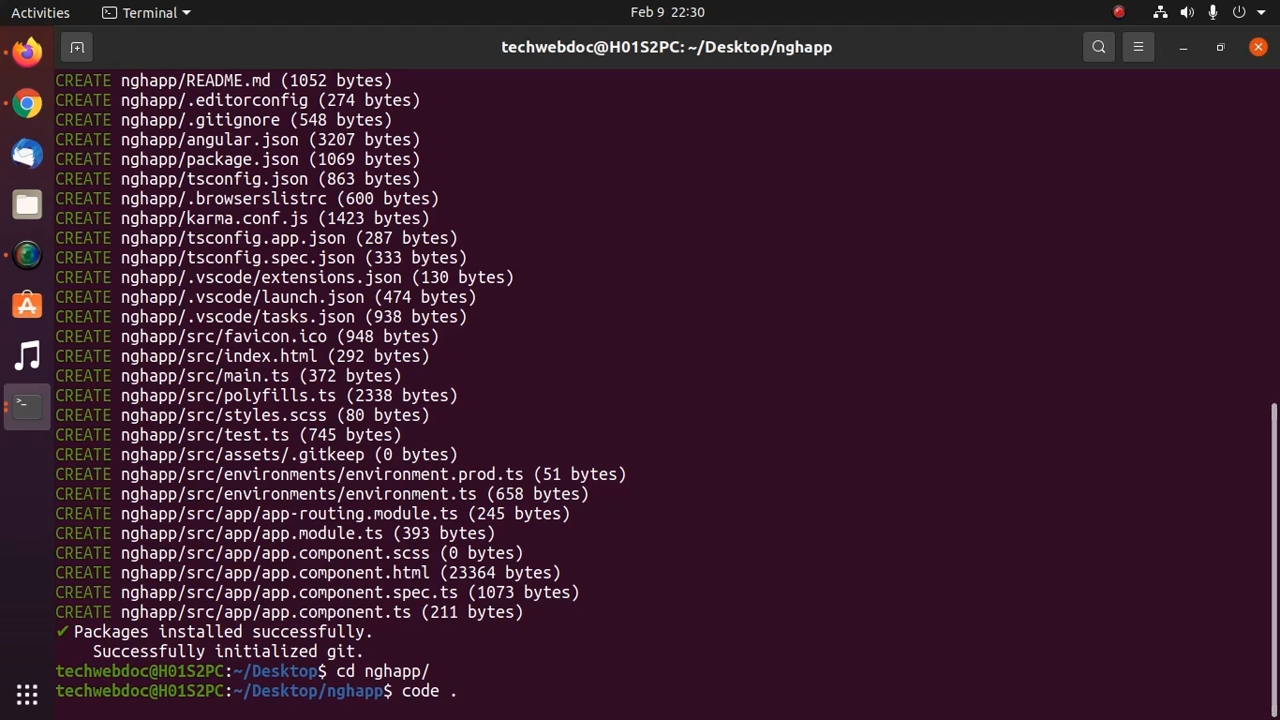 Activities
Terminal
Feb 9 22:30
techwebdoc@H01S2PC: ~/Desktop/nghapp
CREATE nghapp/README.md (1052 bytes)
CREATE nghapp/.editorconfig (274 bytes)
CREATE nghapp/.gitignore (548 bytes)
CREATE nghapp/angular.json (3207 bytes)
CREATE nghapp/package.json (1069 bytes)
CREATE nghapp/tsconfig.json (863 bytes)
CREATE nghapp/.browserslistrc (600 bytes)
CREATE nghapp/karma.conf.js (1423 bytes)
CREATE nghapp/tsconfig.app.json (287 bytes)
CREATE nghapp/tsconfig.spec.json (333 bytes)
CREATE nghapp/.vscode/extensions.json (130 bytes)
CREATE nghapp/.vscode/launch.json (474 bytes)
CREATE nghapp/.vscode/tasks.json (938 bytes)
CREATE nghapp/src/favicon.ico (948 bytes)
CREATE nghapp/src/index.html (292 bytes)
CREATE nghapp/src/main.ts (372 bytes)
CREATE nghapp/src/polyfills.ts (2338 bytes)
CREATE nghapp/src/styles.scss (80 bytes)
CREATE nghapp/src/test.ts (745 bytes)
CREATE nghapp/src/assets/.gitkeep (0 bytes)
CREATE nghapp/src/environments/environment.prod.ts (51 bytes)
CREATE nghapp/src/environments/environment.ts (658 bytes)
CREATE nghapp/src/app/app-routing.module.ts (245 bytes)
CREATE nghapp/src/app/app.module.ts (393 bytes)
CREATE nghapp/src/app/app.component.scss (0 bytes)
CREATE nghapp/src/app/app.component.html (23364 bytes)
CREATE nghapp/src/app/app.component.spec.ts (1073 bytes)
CREATE nghapp/src/app/app.component.ts (211 bytes)
✔ Packages installed successfully.
Successfully initialized git.
techwebdoc@H01S2PC:~/Desktop$ cd nghapp/
techwebdoc@H01S2PC:~/Desktop/nghapp$ code .